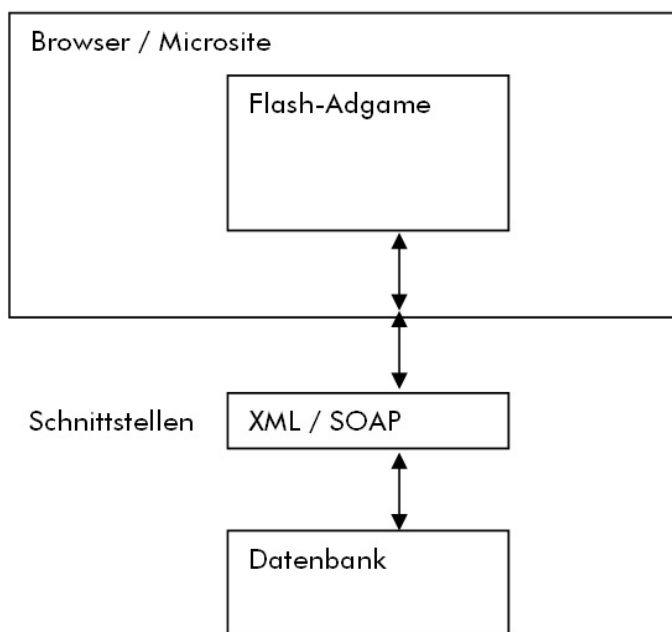 Browser / Microsite
Flash-Adgame
Schnittstellen XML / SOAP
Datenbank